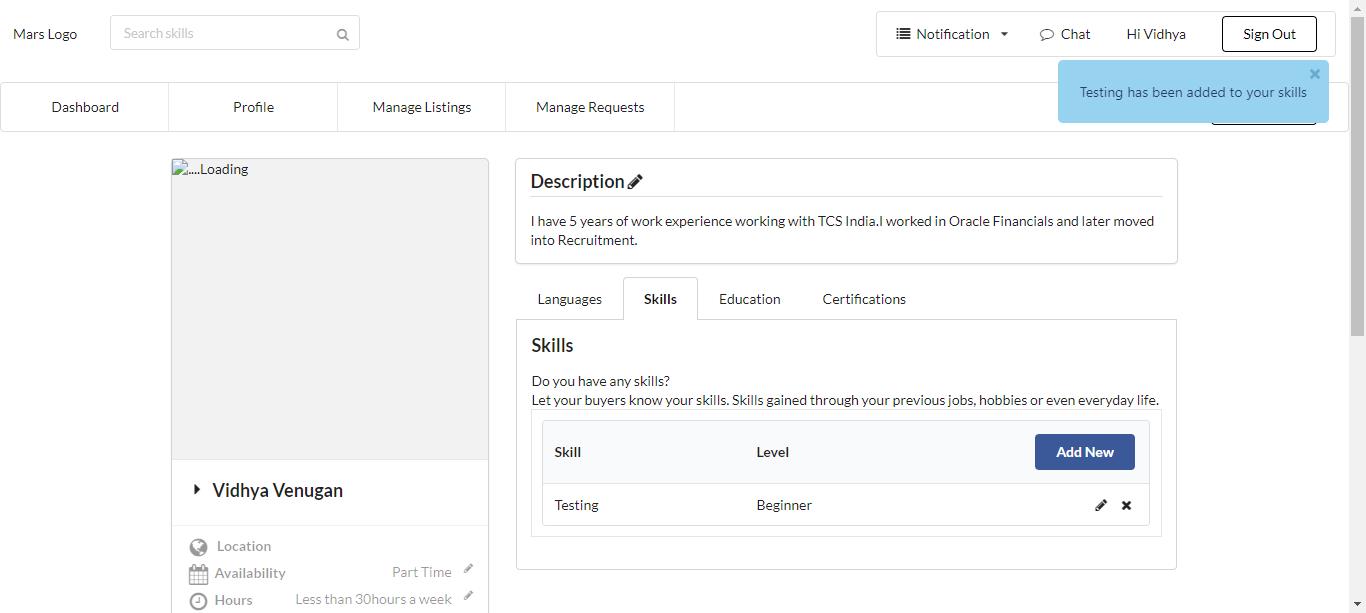 Mars Logo
Search skills
Notification
Chat
Hi Vidhya
Sign Out
Testing has been added to your skills
Dashboard
Profile
Manage Listings
Manage Requests
....Loading
Description
I have 5 years of work experience working with TCS India.I worked in Oracle Financials and later moved
into Recruitment.
Languages
Skills
Education
Certifications
Skills
Do you have any skills?
Let your buyers know your skills. Skills gained through your previous jobs, hobbies or even everyday life.
Skill
Level
Add New
Testing
Beginner
Vidhya Venugan
Location
Availability
Part Time
Hours
Less than 30hours a week